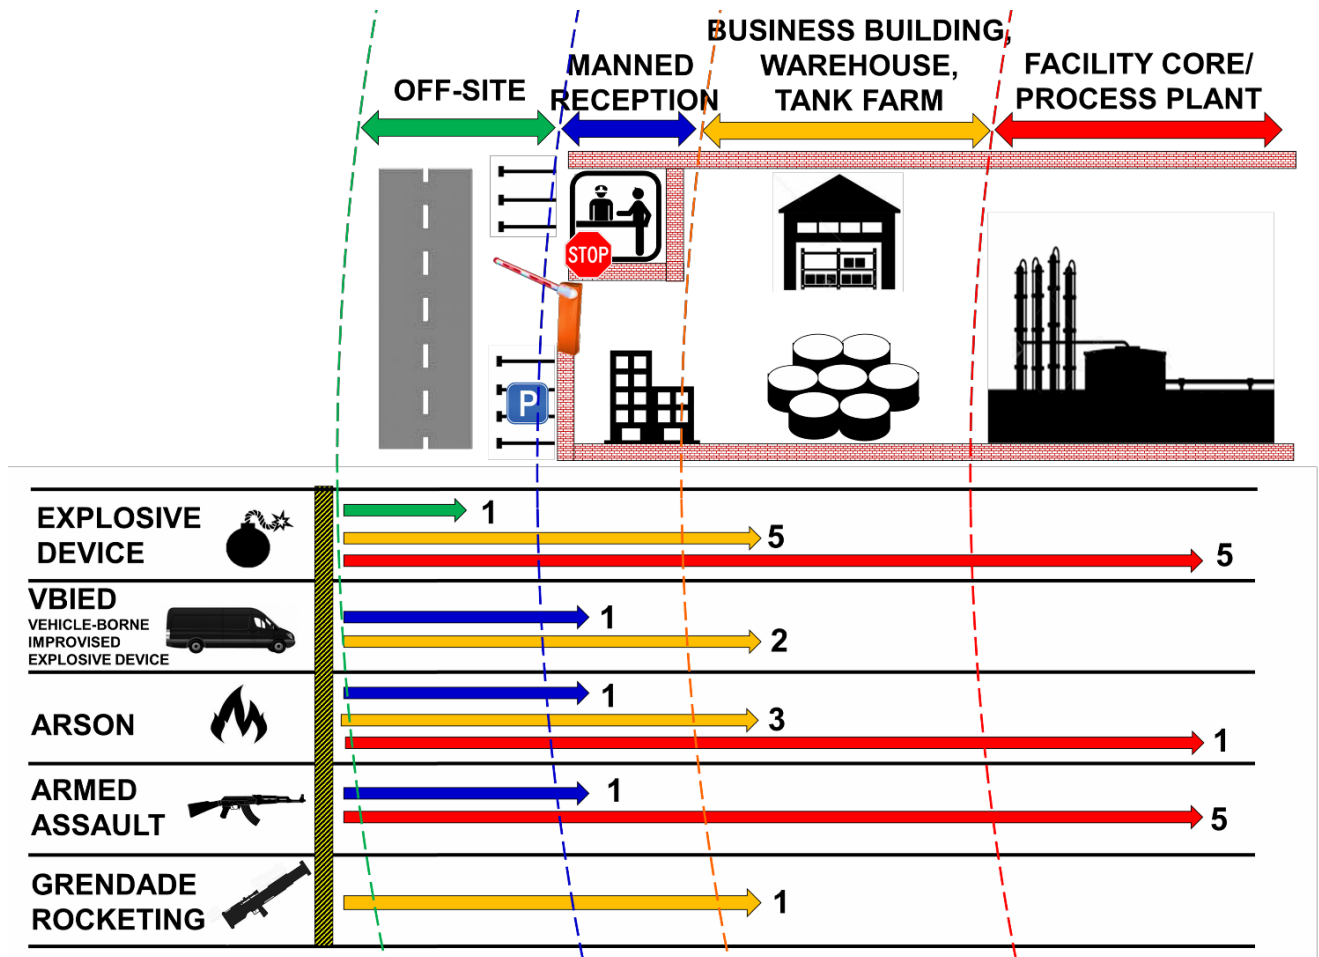 OFF-SITE
MANNED
RECEPTION
BUSINESS BUILDING,
WAREHOUSE,
TANK FARM
FACILITY CORE/
PROCESS PLANT
STOP
P
EXPLOSIVE
DEVICE
1
5
5
VBIED
VEHICLE-BORNE
IMPROVISED
EXPLOSIVE DEVICE
1
2
ARSON
1
3
1
ARMED
ASSAULT
1
5
GRENDADE
ROCKETING
1